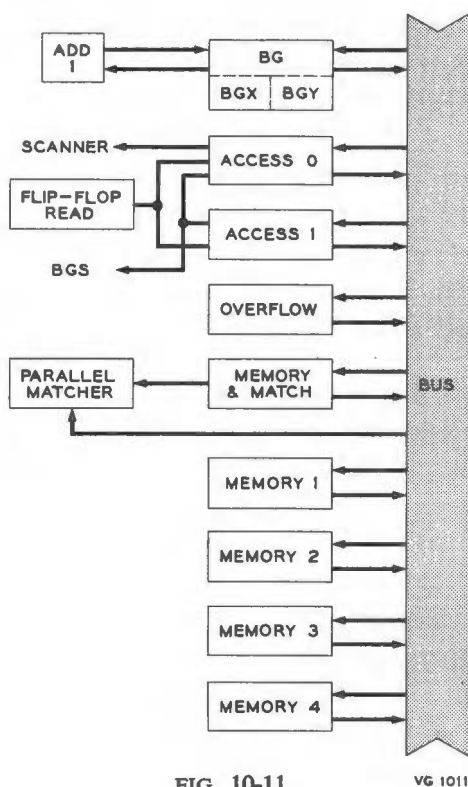 ADD
1
BG
BGX
BGY
SCANNER
ACCESS 0
FLIP-FLOP
READ
ACCESS 1
BGS
OVERFLOW
PARALLEL
MATCHER
MEMORY
& MATCH
BUS
MEMORY 1
MEMORY 2
MEMORY 3
MEMORY 4
FIG. 10-11
VG 1011